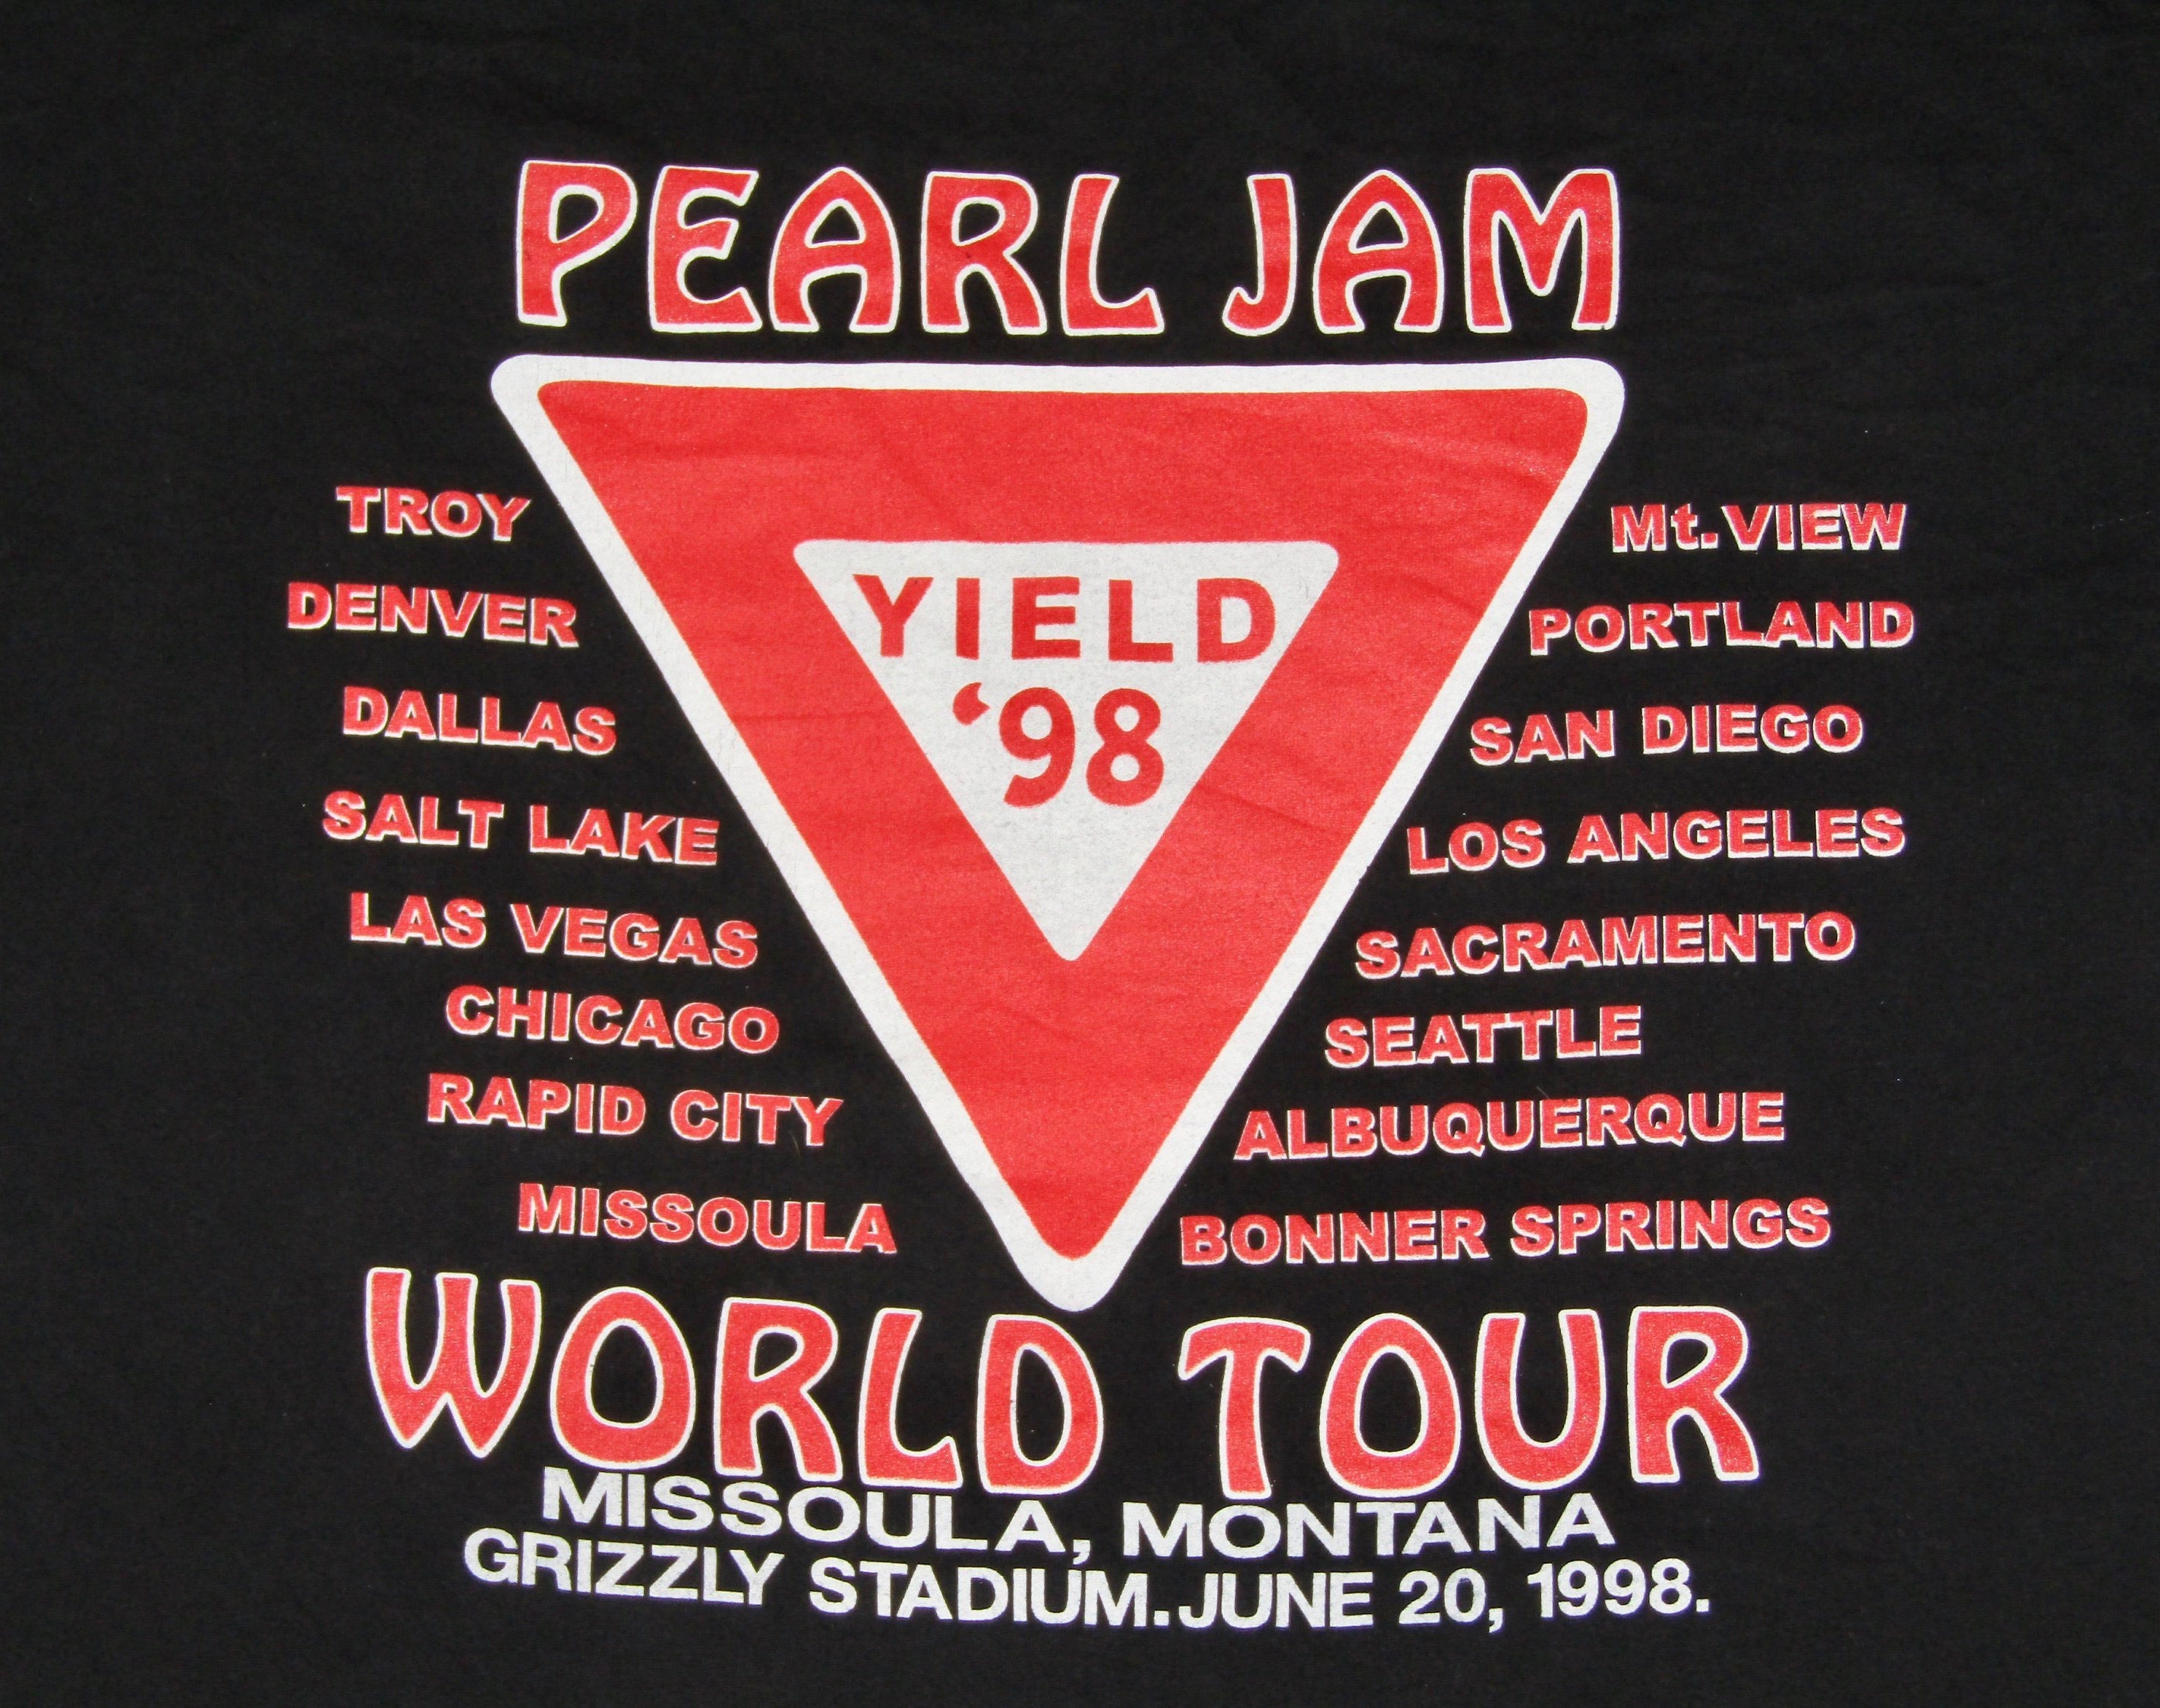 PEARL JAM
YIELD
‘98
TROY
DENVER
DALLAS
SALT LAKE
LAS VEGAS
CHICAGO
RAPID CITY
MISSOULA
Mt.VIEW
PORTLAND
SAN DIEGO
LOS ANGELES
SACRAMENTO
SEATTLE
ALBUQUERQUE
BONNER SPRINGS
WORLD TOUR
MISSOULA, MONTANA
GRIZZLY STADIUM.JUNE 20, 1998.